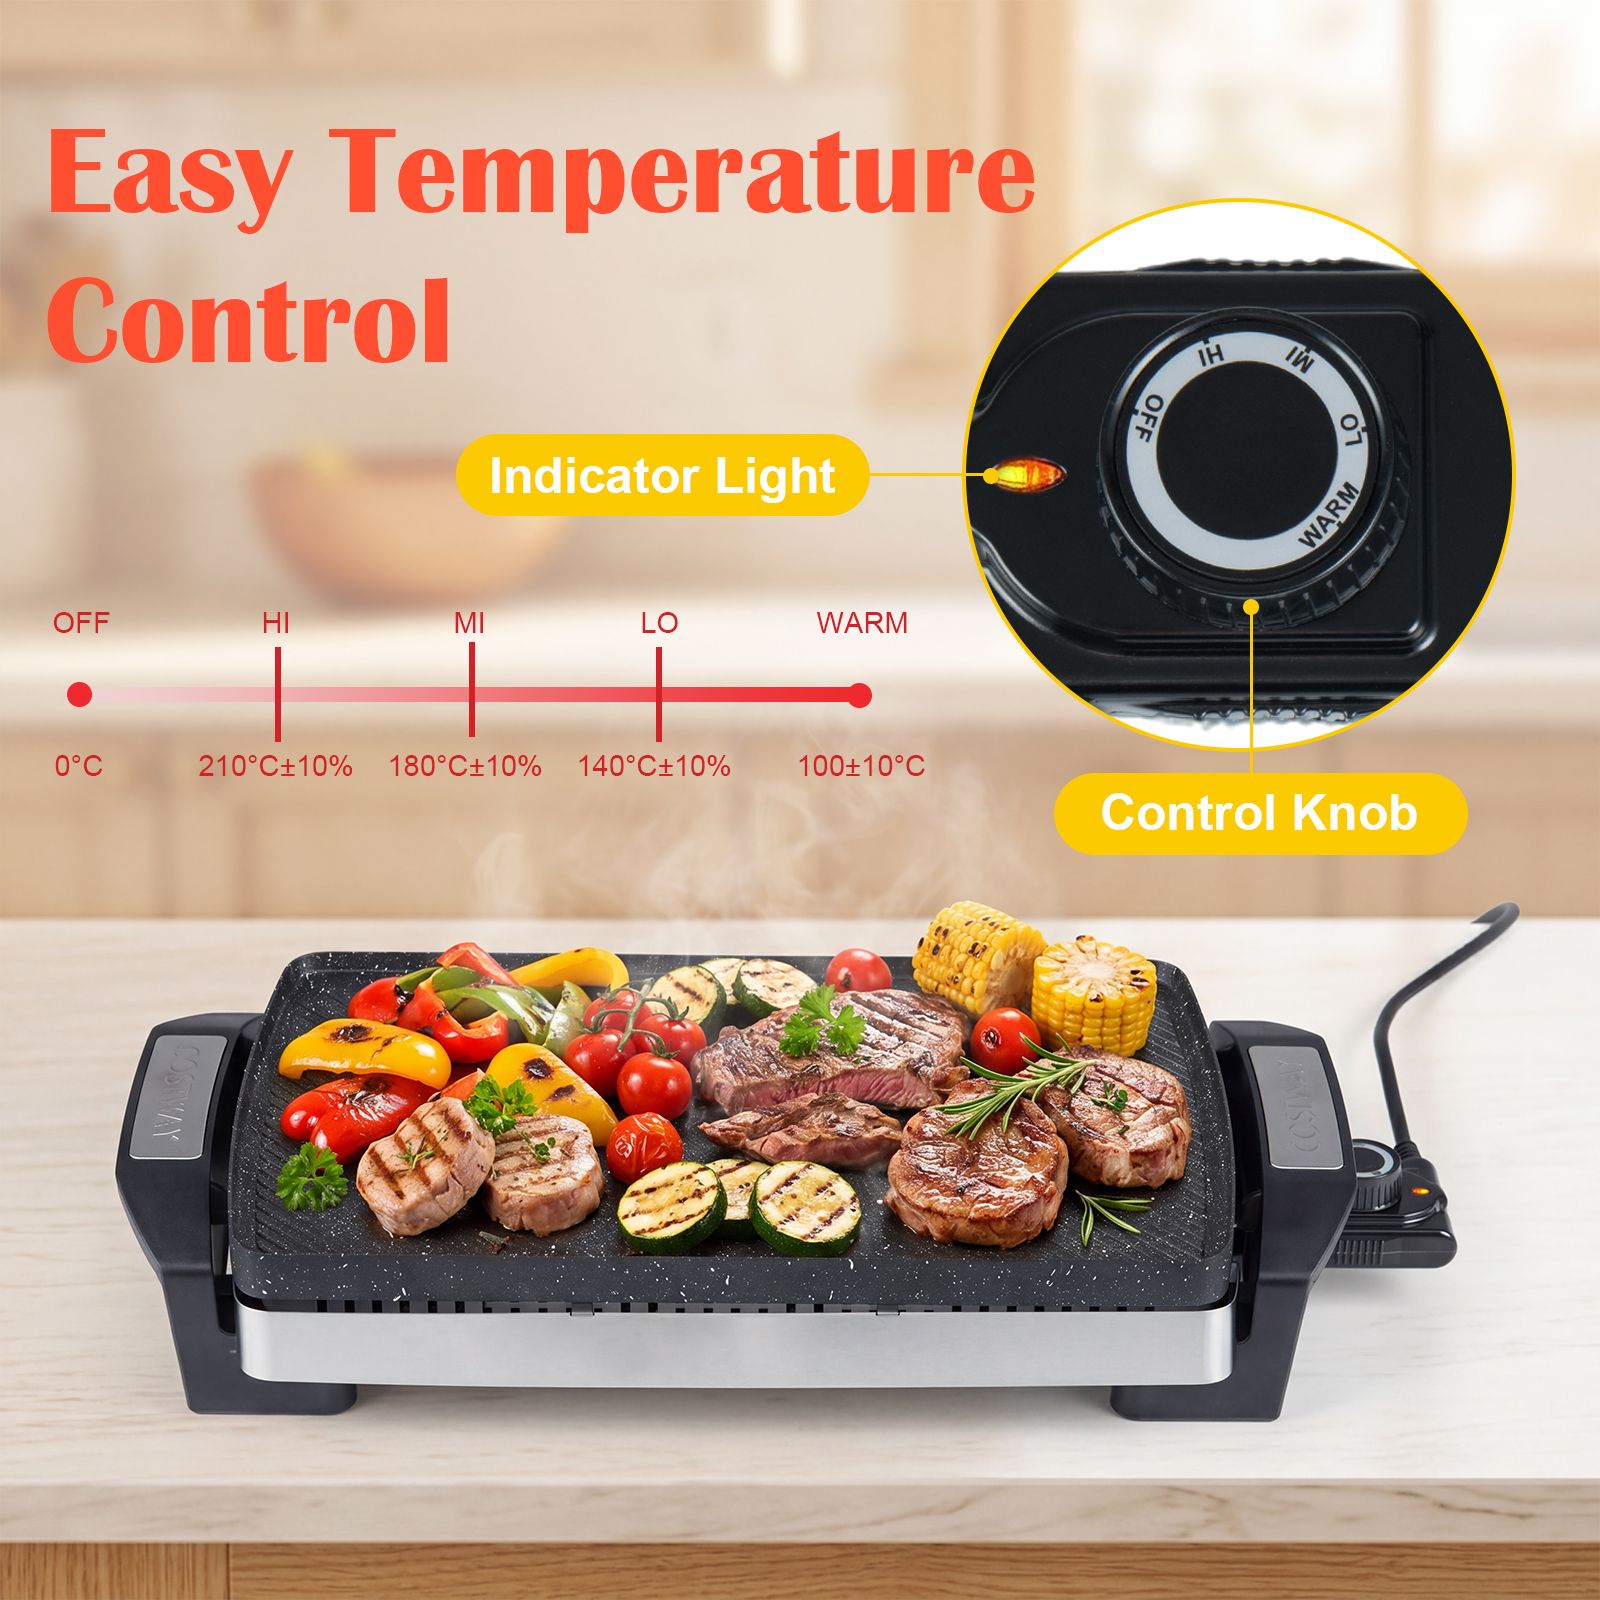 Easy Temperature
Control
HI
MI
OFF
LO
WARM
Indicator Light
OFF HI MI LO WARM
0°C 210°C±10% 180°C±10% 140°C±10% 100±10°C
Control Knob
COSTWAY
COSTWAY